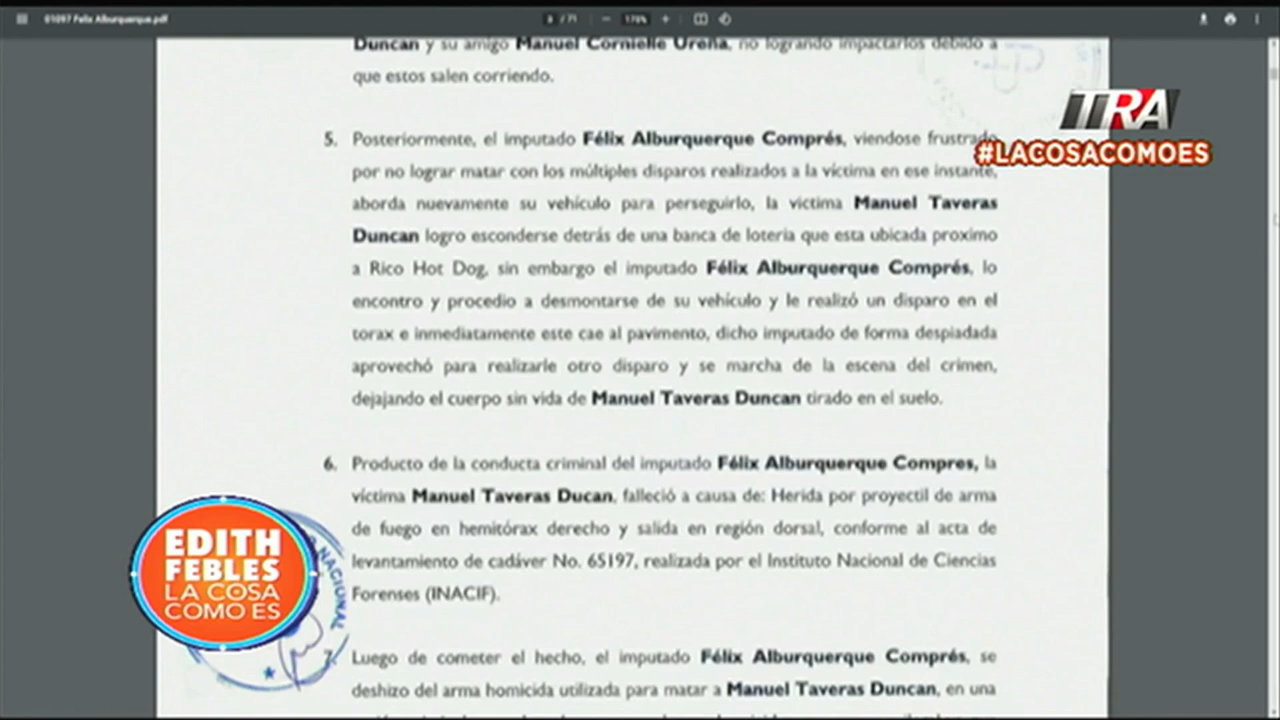 01097 Felix Alburquerque.pdf
8 / 71
170%
Duncan y su amigo Manuel Cornielle Ureña, no logrando impactarlos debido a
que estos salen corriendo.
TRA
#LACOSACOMOES
5. Posteriormente, el imputado Félix Alburquerque Comprés, viendose frustrado
por no lograr matar con los múltiples disparos realizados a la víctima en ese instante,
aborda nuevamente su vehículo para perseguirlo, la victima Manuel Taveras
Duncan logro esconderse detrás de una banca de loteria que esta ubicada proximo
a Rico Hot Dog, sin embargo el imputado Félix Alburquerque Comprés, lo
encontro y procedio a desmontarse de su vehículo y le realizó un disparo en el
torax e inmediatamente este cae al pavimento, dicho imputado de forma despiadada
aprovechó para realizarle otro disparo y se marcha de la escena del crimen,
dejajando el cuerpo sin vida de Manuel Taveras Duncan tirado en el suelo.
6. Producto de la conducta criminal del imputado Félix Alburquerque Compres, la
víctima Manuel Taveras Ducan, falleció a causa de: Herida por proyectil de arma
de fuego en hemitórax derecho y salida en región dorsal, conforme al acta de
levantamiento de cadáver No. 65197, realizada por el Instituto Nacional de Ciencias
Forenses (INACIF).
EDITH
FEBLES
LA COSA
COMO ES
NACIONAL
7. Luego de cometer el hecho, el imputado Félix Alburquerque Comprés, se
deshizo del arma homicida utilizada para matar a Manuel Taveras Duncan, en una